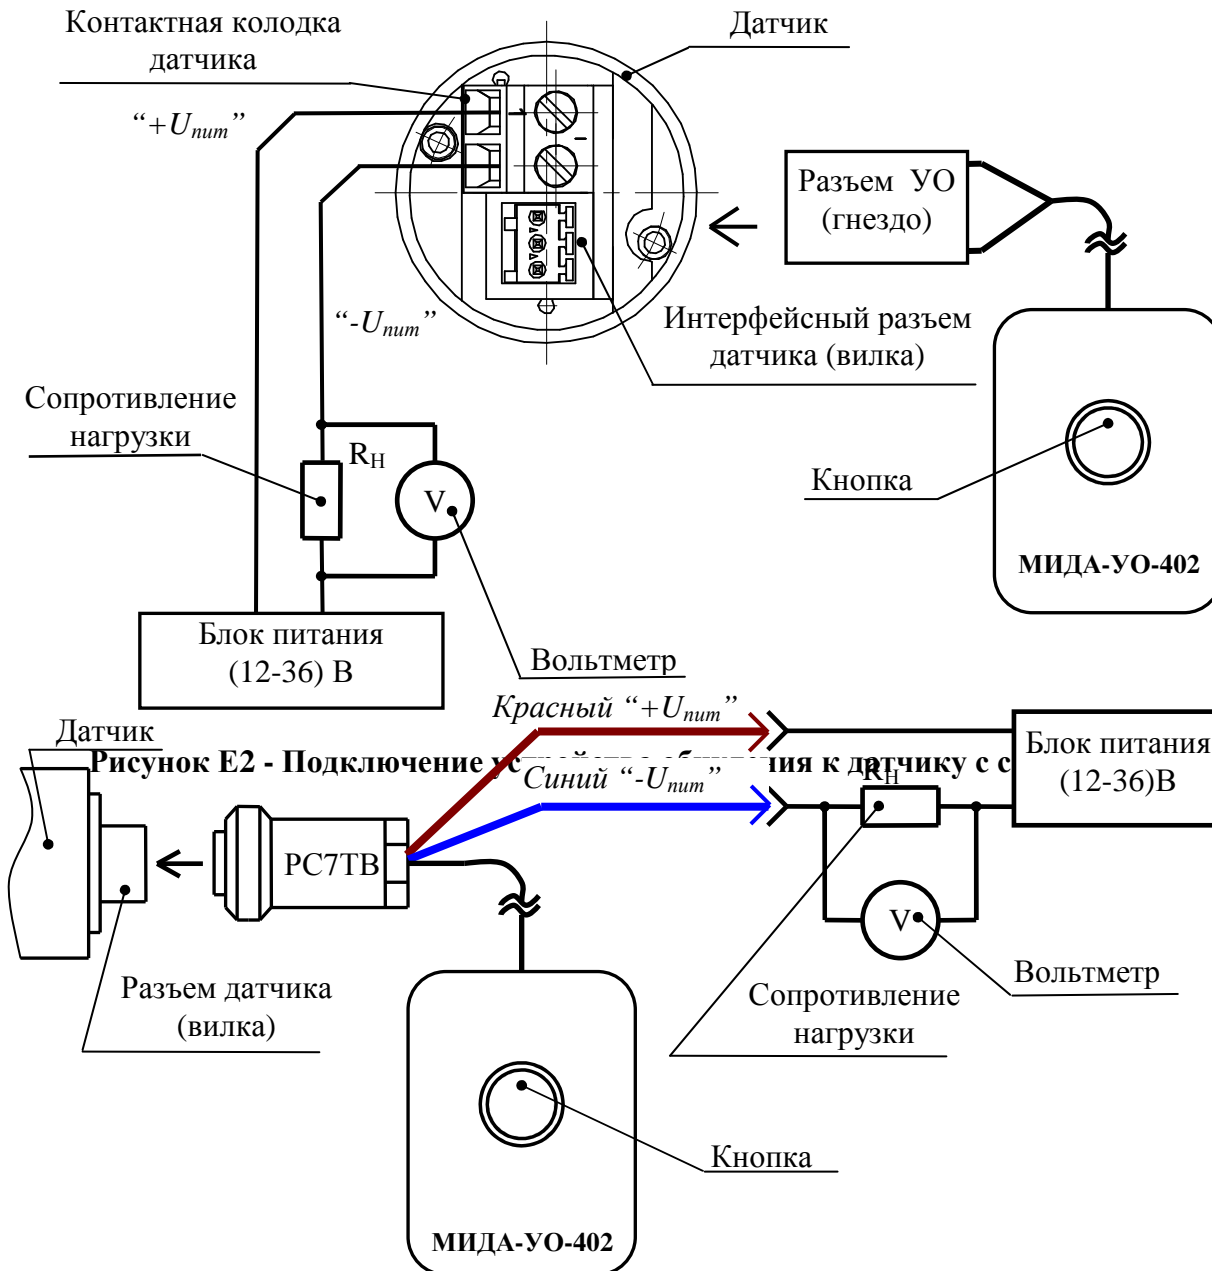 Контактная колодка
датчика
Датчик
“+Uпит”
Разъем УО
(гнездо)
“-Uпит”
Интерфейсный разъем
датчика (вилка)
Сопротивление
нагрузки
RН
V
Кнопка
МИДА-УО-402
Блок питания
(12-36) В
Вольтметр
Красный “+Uпит”
Датчик
Рисунок Е2 - Подключение к датчику с с
Синий “-Uпит”
RН
Блок питания
(12-36)В
РС7ТВ
V
Разъем датчика
(вилка)
Сопротивление
нагрузки
Вольтметр
Кнопка
МИДА-УО-402